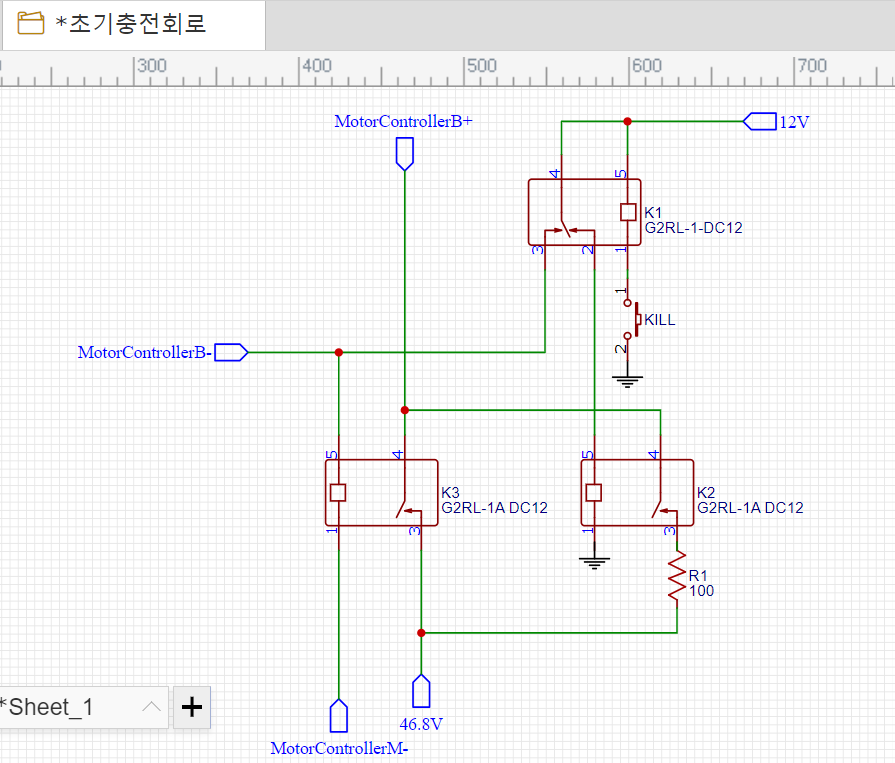 *초기충전회로
300 400 500 600 700
MotorControllerB+
12V
4 5
K1
G2RL-1-DC12
3 2 1
1
KILL
2
MotorControllerB-
5 4 5 4
K3
G2RL-1A DC12
K2
G2RL-1A DC12
1 3 1 3
R1
100
*Sheet_1
46.8V
MotorControllerM-